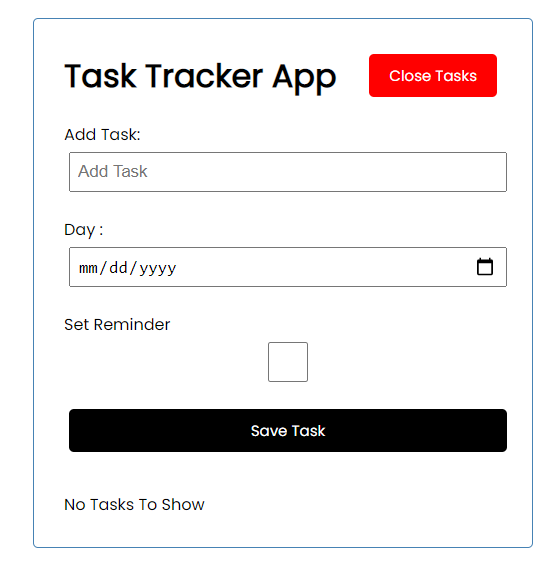 Task Tracker App
Close Tasks
Add Task:
Add Task
Day :
mm/dd/yyyy
Set Reminder
Save Task
No Tasks To Show